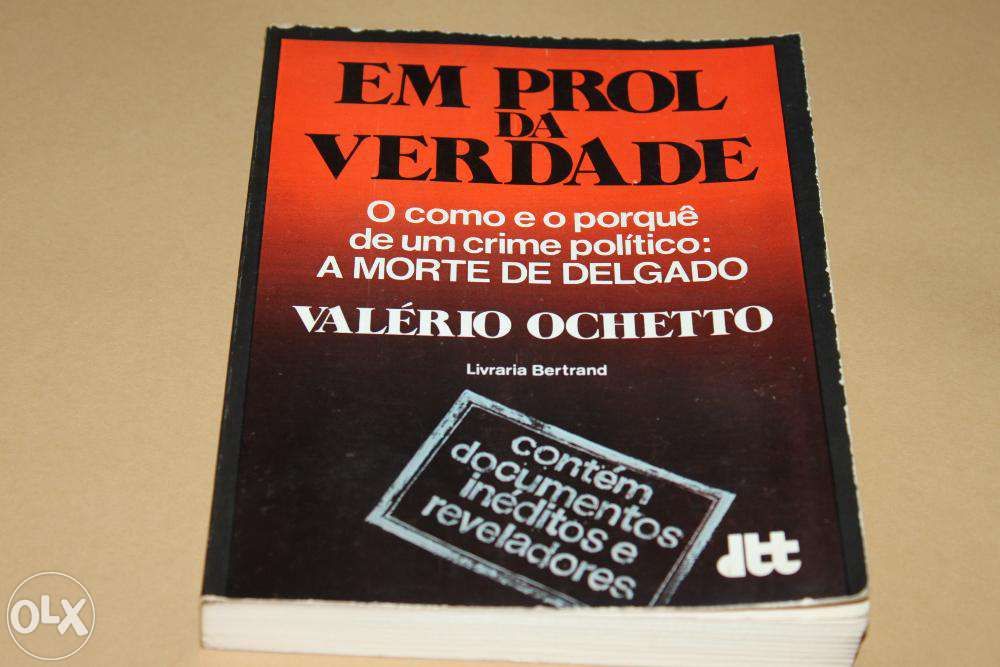 EM PROL
DA
VERDADE
O como e o porquê
de um crime político:
A MORTE DE DELGADO
VALÉRIO OCHETTO
Livraria Bertrand
contém
documentos
inéditos e
reveladores
dtt
OLX